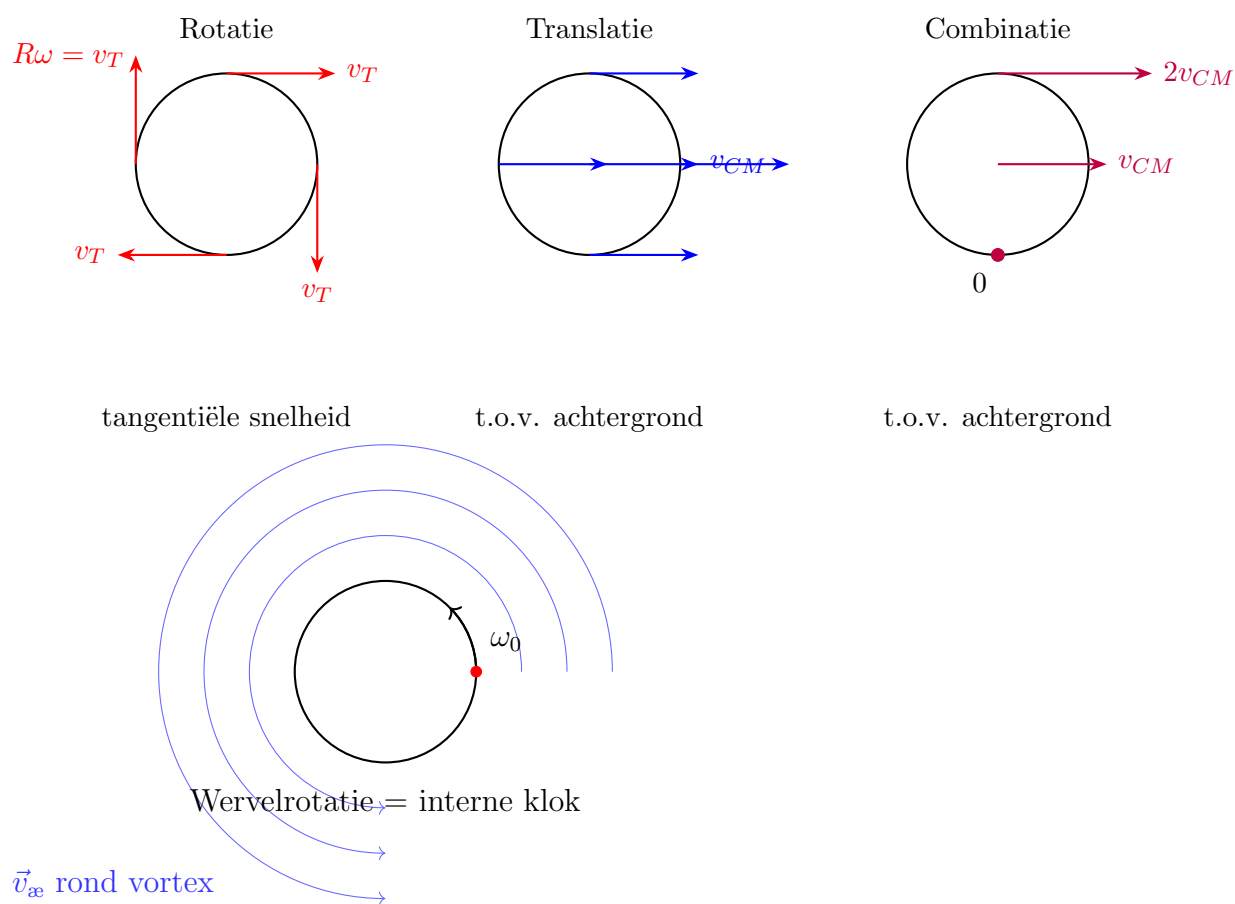 Rotatie
Translatie
Combinatie
Rω = v_T
v_T
v_T
v_T
v_CM
2v_CM
v_CM
0
tangentiële snelheid
t.o.v. achtergrond
t.o.v. achtergrond
ω₀
Wervelrotatie = interne klok
v⃗_æ rond vortex